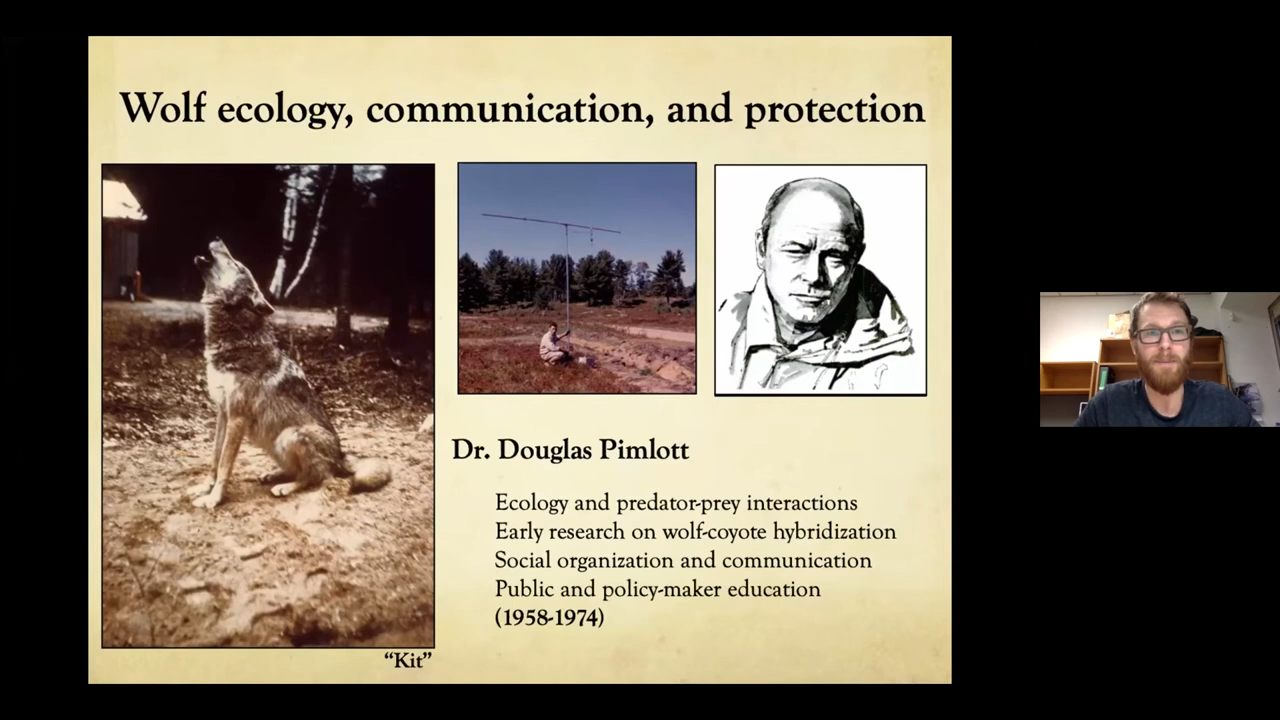 Wolf ecology, communication, and protection
Dr. Douglas Pimlott
Ecology and predator-prey interactions
Early research on wolf-coyote hybridization
Social organization and communication
Public and policy-maker education
(1958-1974)
“Kit”